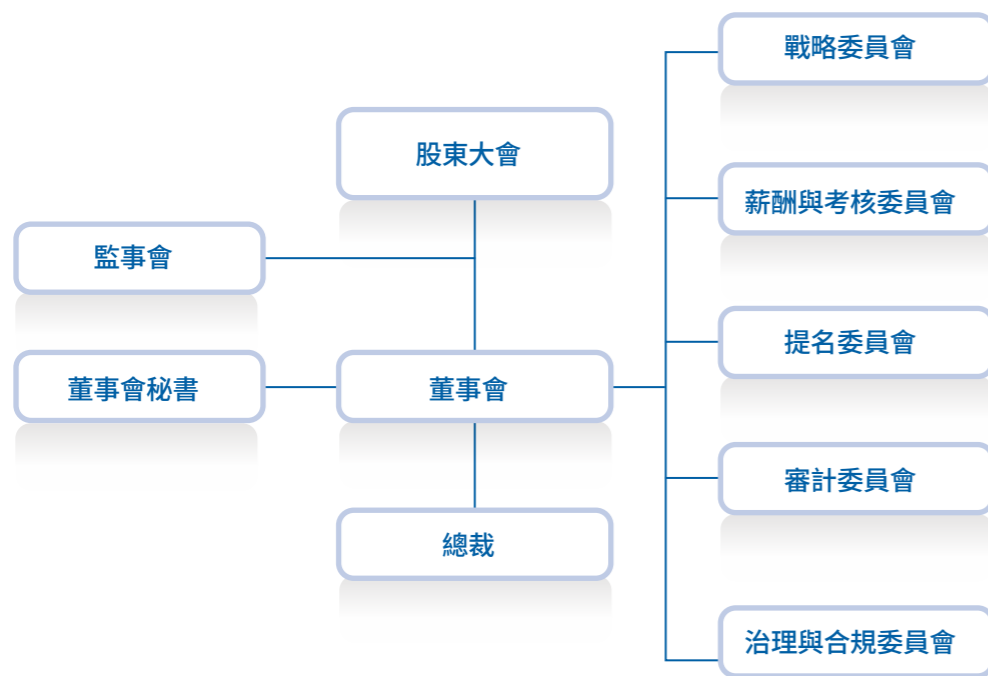 股東大會
監事會
董事會秘書
董事會
總裁
戰略委員會
薪酬與考核委員會
提名委員會
審計委員會
治理與合規委員會